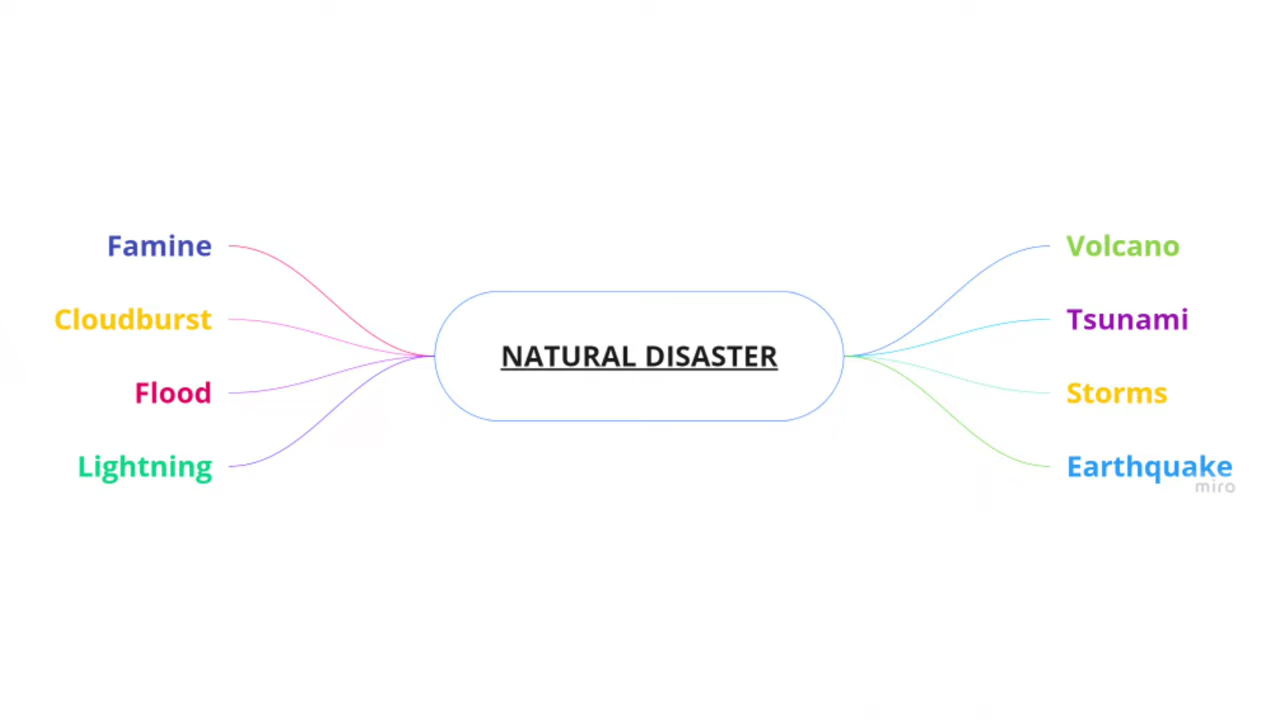 Famine
Cloudburst
Flood
Lightning
NATURAL DISASTER
Volcano
Tsunami
Storms
Earthquake
miro